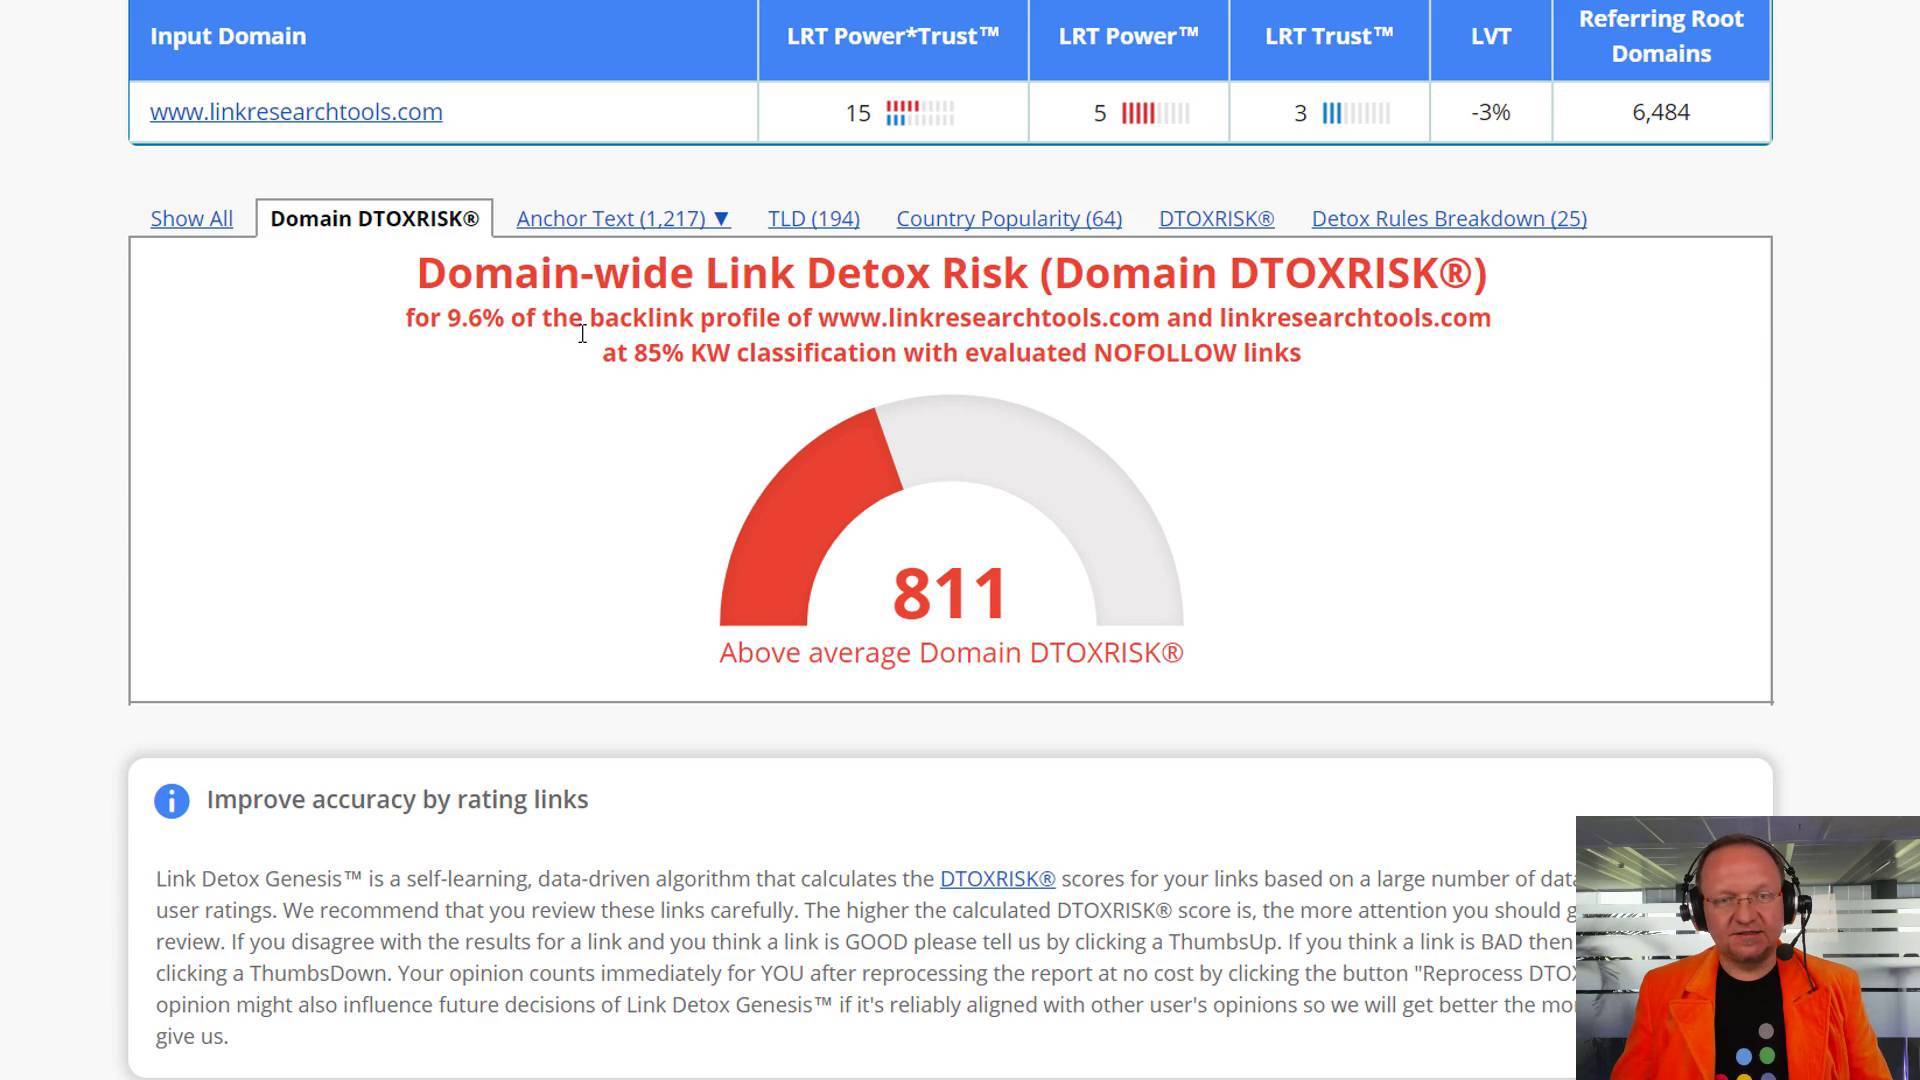 Input Domain
LRT Power*Trust™
LRT Power™
LRT Trust™
LVT
Referring Root
Domains
www.linkresearchtools.com
15
5
3
-3%
6,484
Show All
Domain DTOXRISK®
Anchor Text (1,217) ▼
TLD (194)
Country Popularity (64)
DTOXRISK®
Detox Rules Breakdown (25)
Domain-wide Link Detox Risk (Domain DTOXRISK®)
for 9.6% of the backlink profile of www.linkresearchtools.com and linkresearchtools.com
at 85% KW classification with evaluated NOFOLLOW links
811
Above average Domain DTOXRISK®
Improve accuracy by rating links
Link Detox Genesis™ is a self-learning, data-driven algorithm that calculates the DTOXRISK® scores for your links based on a large number of
user ratings. We recommend that you review these links carefully. The higher the calculated DTOXRISK® score is, the more attention you should
review. If you disagree with the results for a link and you think a link is GOOD please tell us by clicking a ThumbsUp. If you think a link is BAD then
clicking a ThumbsDown. Your opinion counts immediately for YOU after reprocessing the report at no cost by clicking the button "Reprocess
opinion might also influence future decisions of Link Detox Genesis™ if it's reliably aligned with other user's opinions so we will get better the
give us.